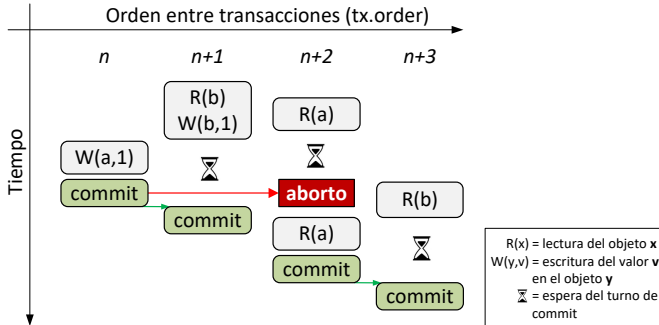 Orden entre transacciones (tx.order)
n n+1 n+2 n+3
Tiempo
R(b)
W(b,1)
R(a)
W(a,1)
commit
aborto
R(b)
commit
R(a)
commit
commit
R(x) = lectura del objeto x
W(y,v) = escritura del valor v
en el objeto y
= espera del turno de
commit